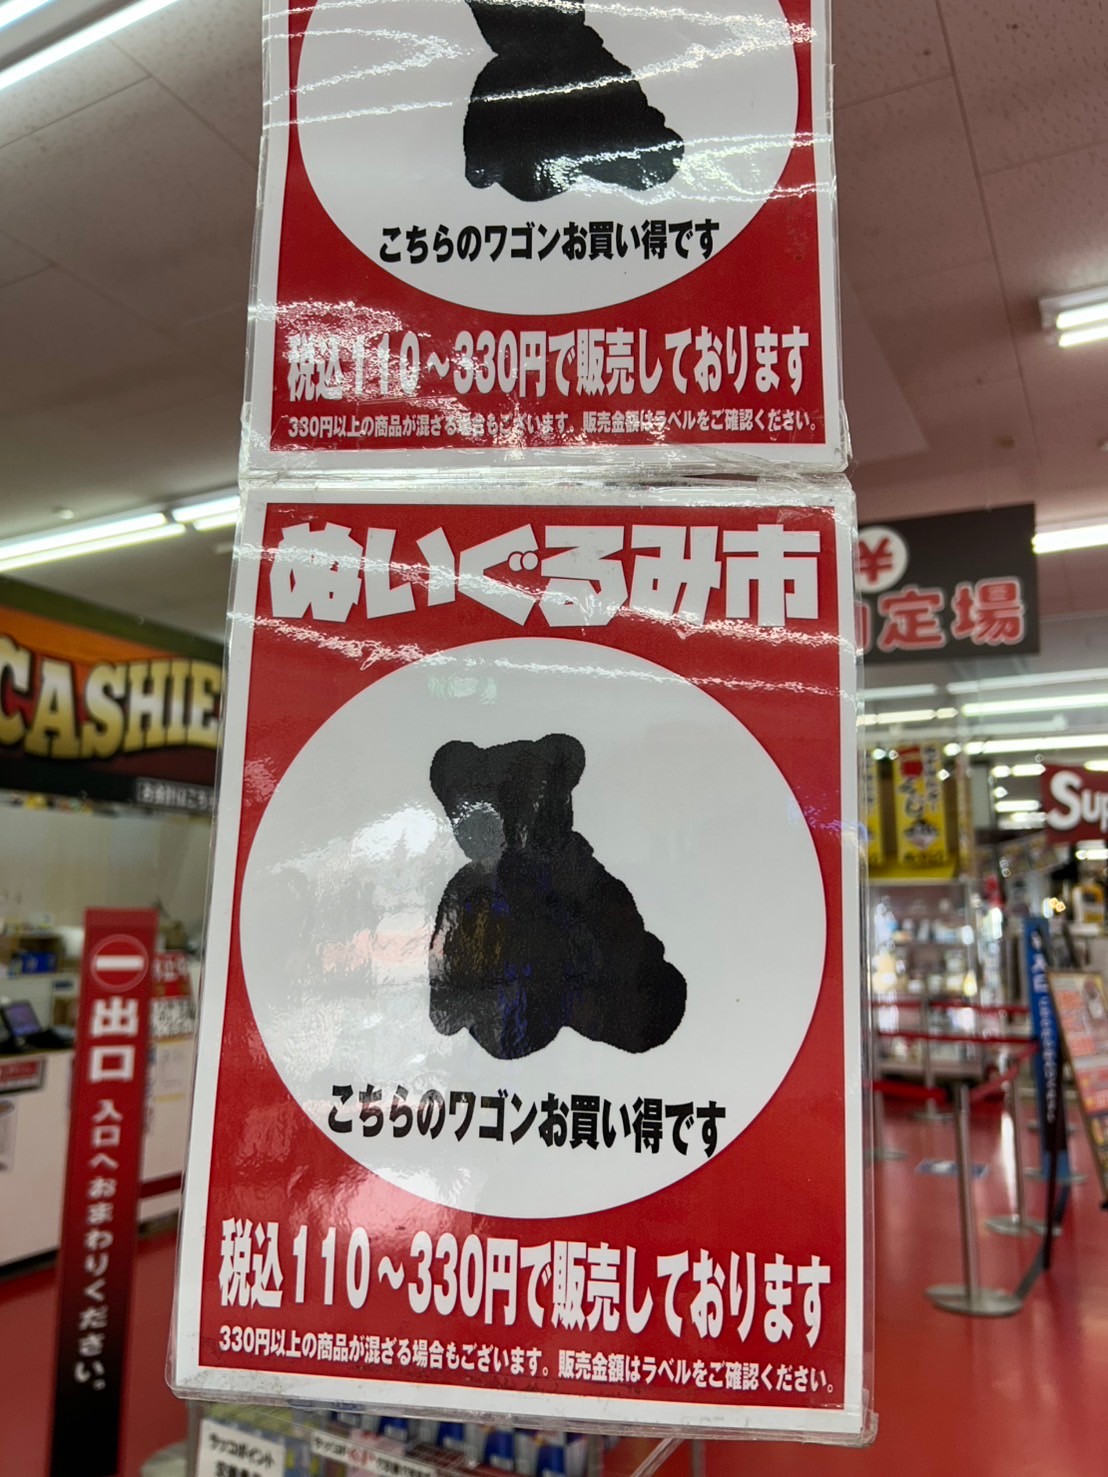 こちらのワゴンお買い得です
税込110～330円で販売しております
330円以上の商品が混ざる場合もございます。販売金額はラベルをご確認ください。
ぬいぐるみ市
こちらのワゴンお買い得です
税込110～330円で販売しております
330円以上の商品が混ざる場合もございます。販売金額はラベルをご確認ください。
CASHIE
出口
入口へおまわりください。
¥
定場
Sup